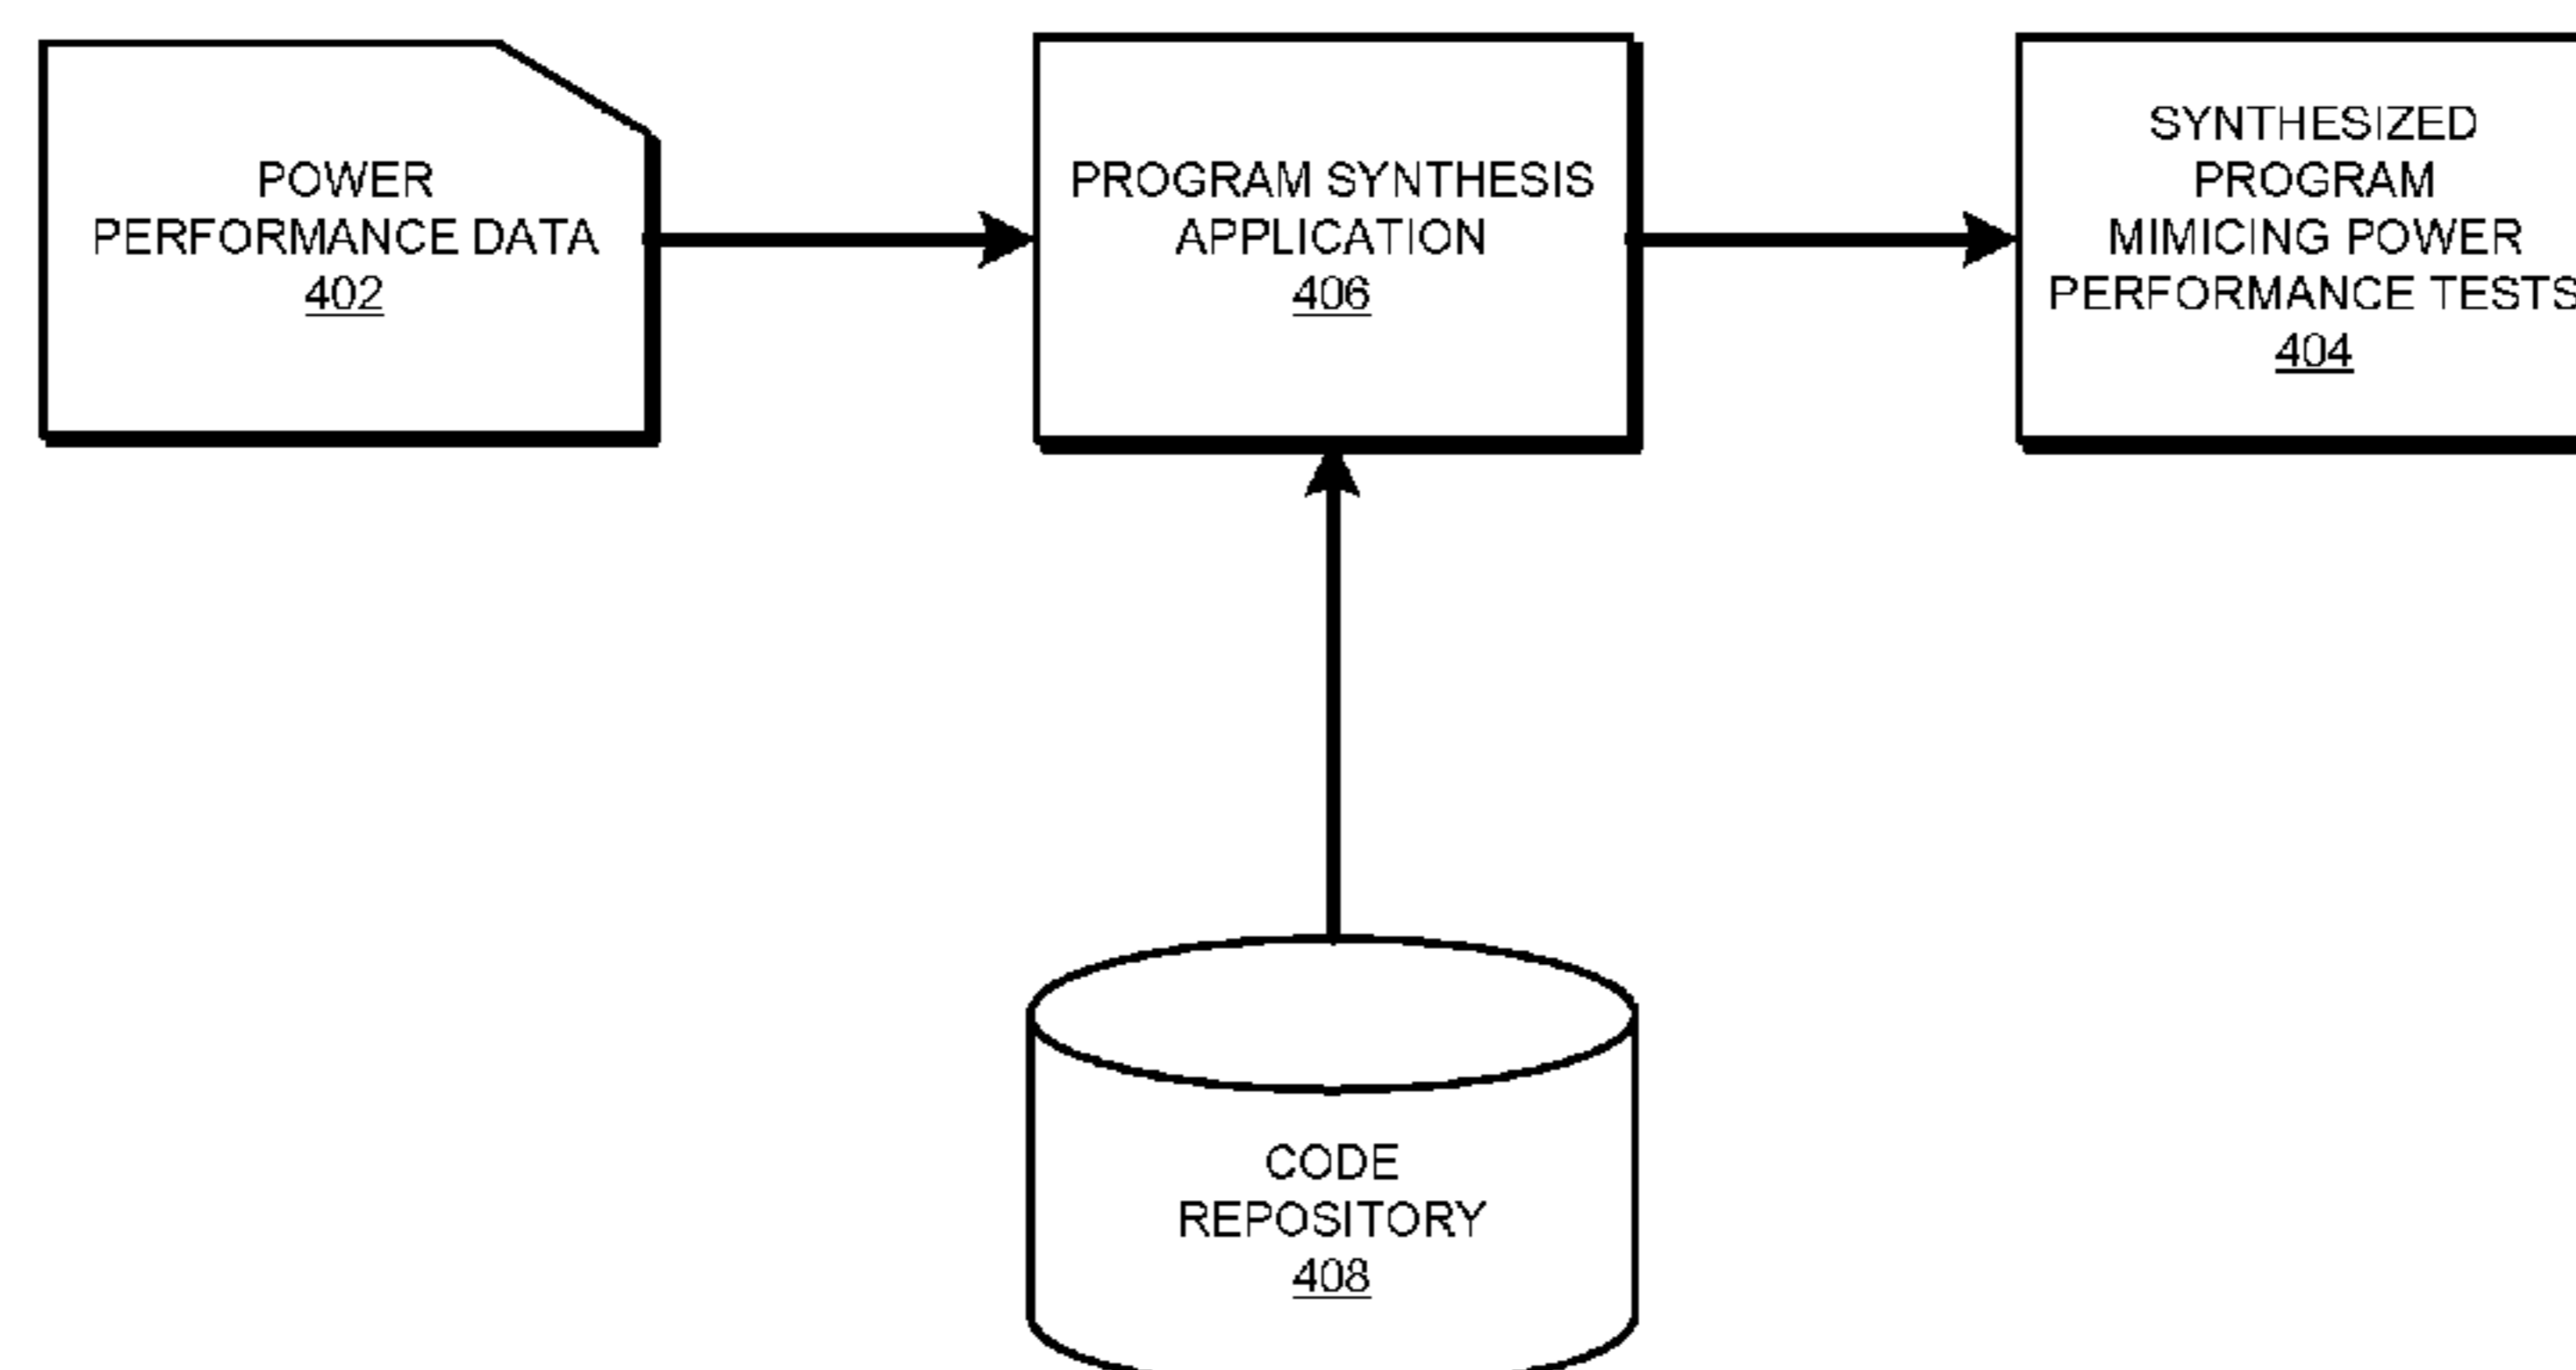 POWER
PERFORMANCE DATA
402
PROGRAM SYNTHESIS
APPLICATION
406
SYNTHESIZED
PROGRAM
MIMICING POWER
PERFORMANCE TESTS
404
CODE
REPOSITORY
408